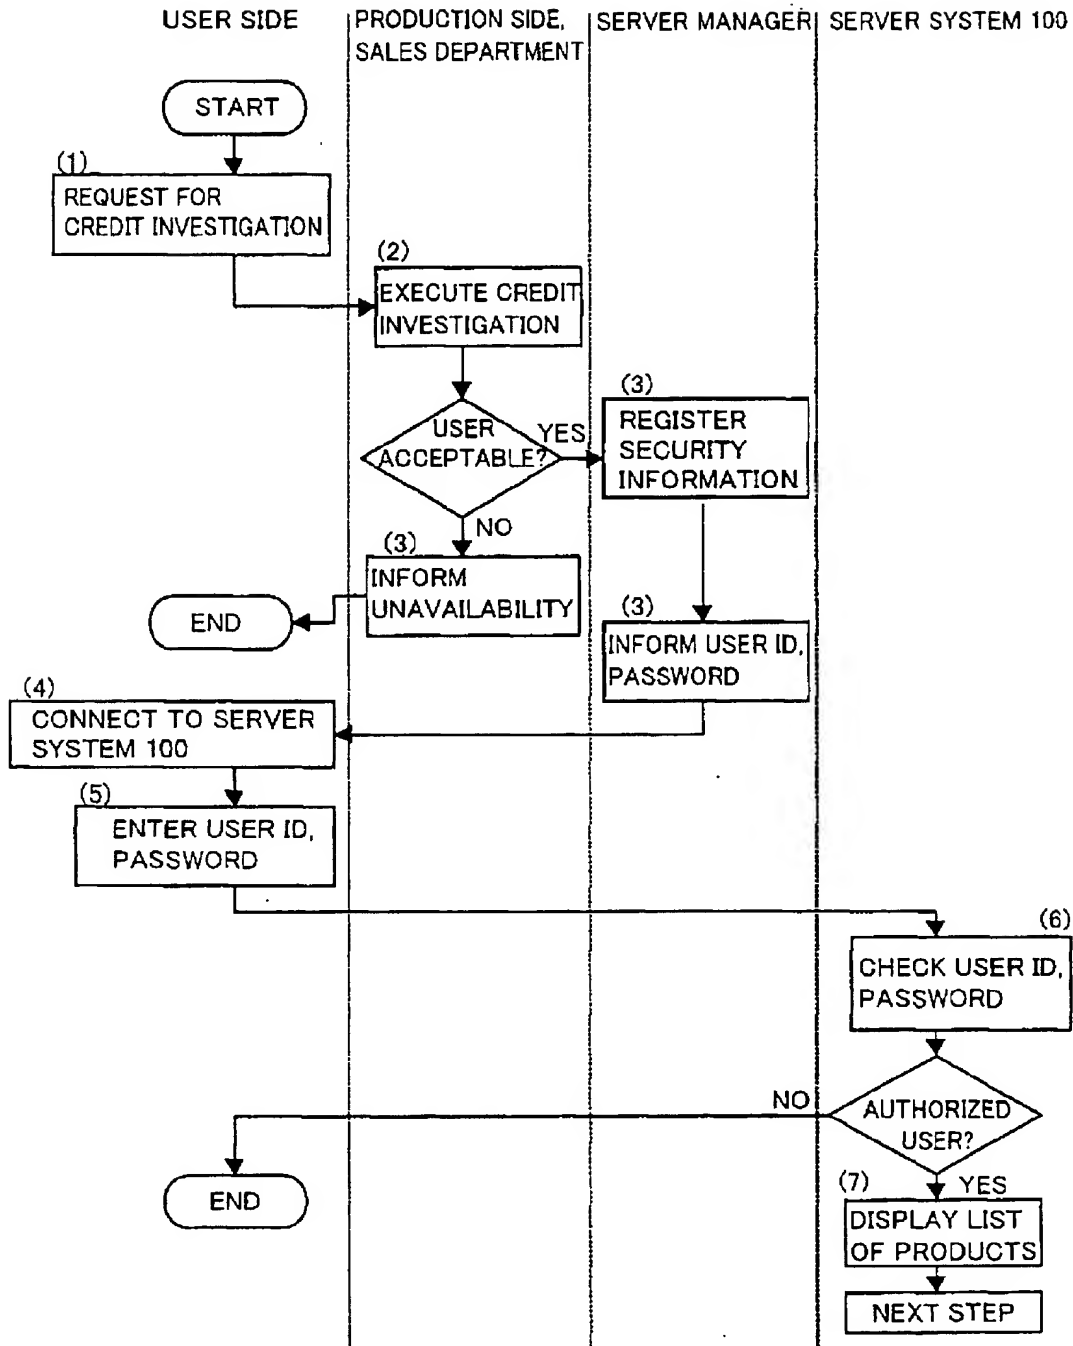 USER SIDE
PRODUCTION SIDE,
SALES DEPARTMENT
SERVER MANAGER
SERVER SYSTEM 100
START
(1)
REQUEST FOR
CREDIT INVESTIGATION
(2)
EXECUTE CREDIT
INVESTIGATION
USER
ACCEPTABLE?
YES
(3)
REGISTER
SECURITY
INFORMATION
NO
(3)
INFORM
UNAVAILABILITY
END
(3)
INFORM USER ID,
PASSWORD
(4)
CONNECT TO SERVER
SYSTEM 100
(5)
ENTER USER ID,
PASSWORD
(6)
CHECK USER ID,
PASSWORD
AUTHORIZED
USER?
NO
END
YES
(7)
DISPLAY LIST
OF PRODUCTS
NEXT STEP